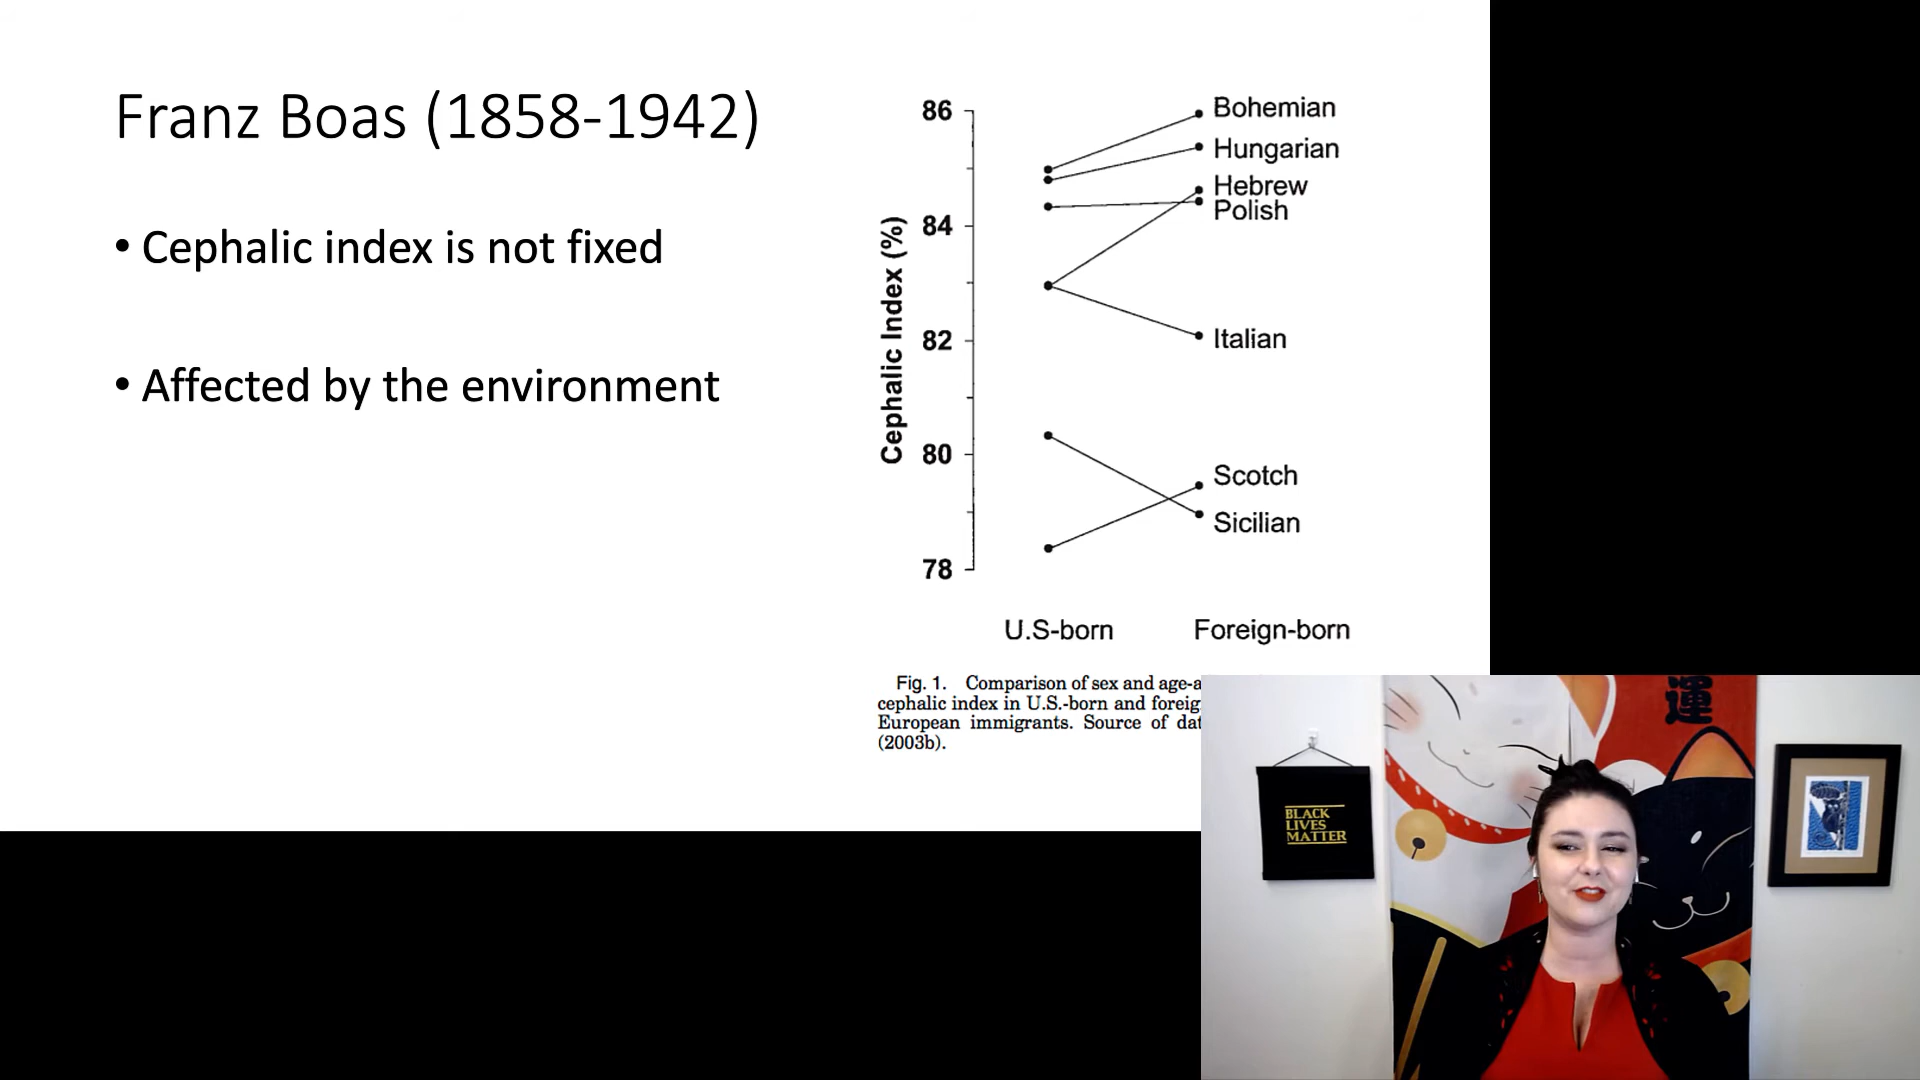 Franz Boas (1858-1942)
• Cephalic index is not fixed
• Affected by the environment
Cephalic Index (%)
86
84
82
80
78
Bohemian
Hungarian
Hebrew
Polish
Italian
Scotch
Sicilian
U.S-born
Foreign-born
Fig. 1. Comparison of sex and age-a
cephalic index in U.S.-born and foreig
European immigrants. Source of dat
(2003b).
運
BLACK
LIVES
MATTER